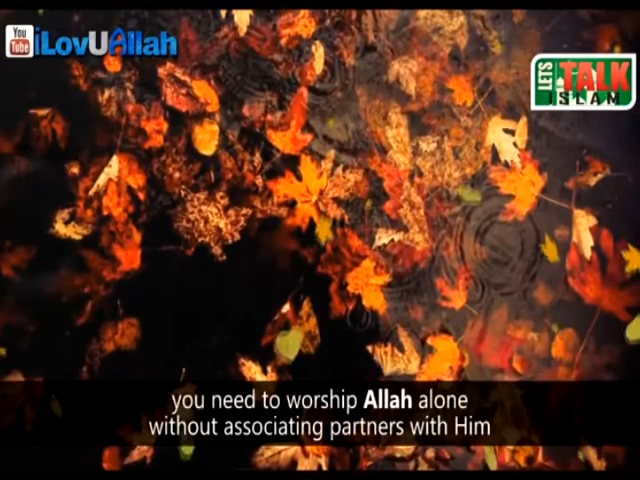 You
Tube
iLovUAllah
LETS
TALK
ISLAM
you need to worship Allah alone
without associating partners with Him